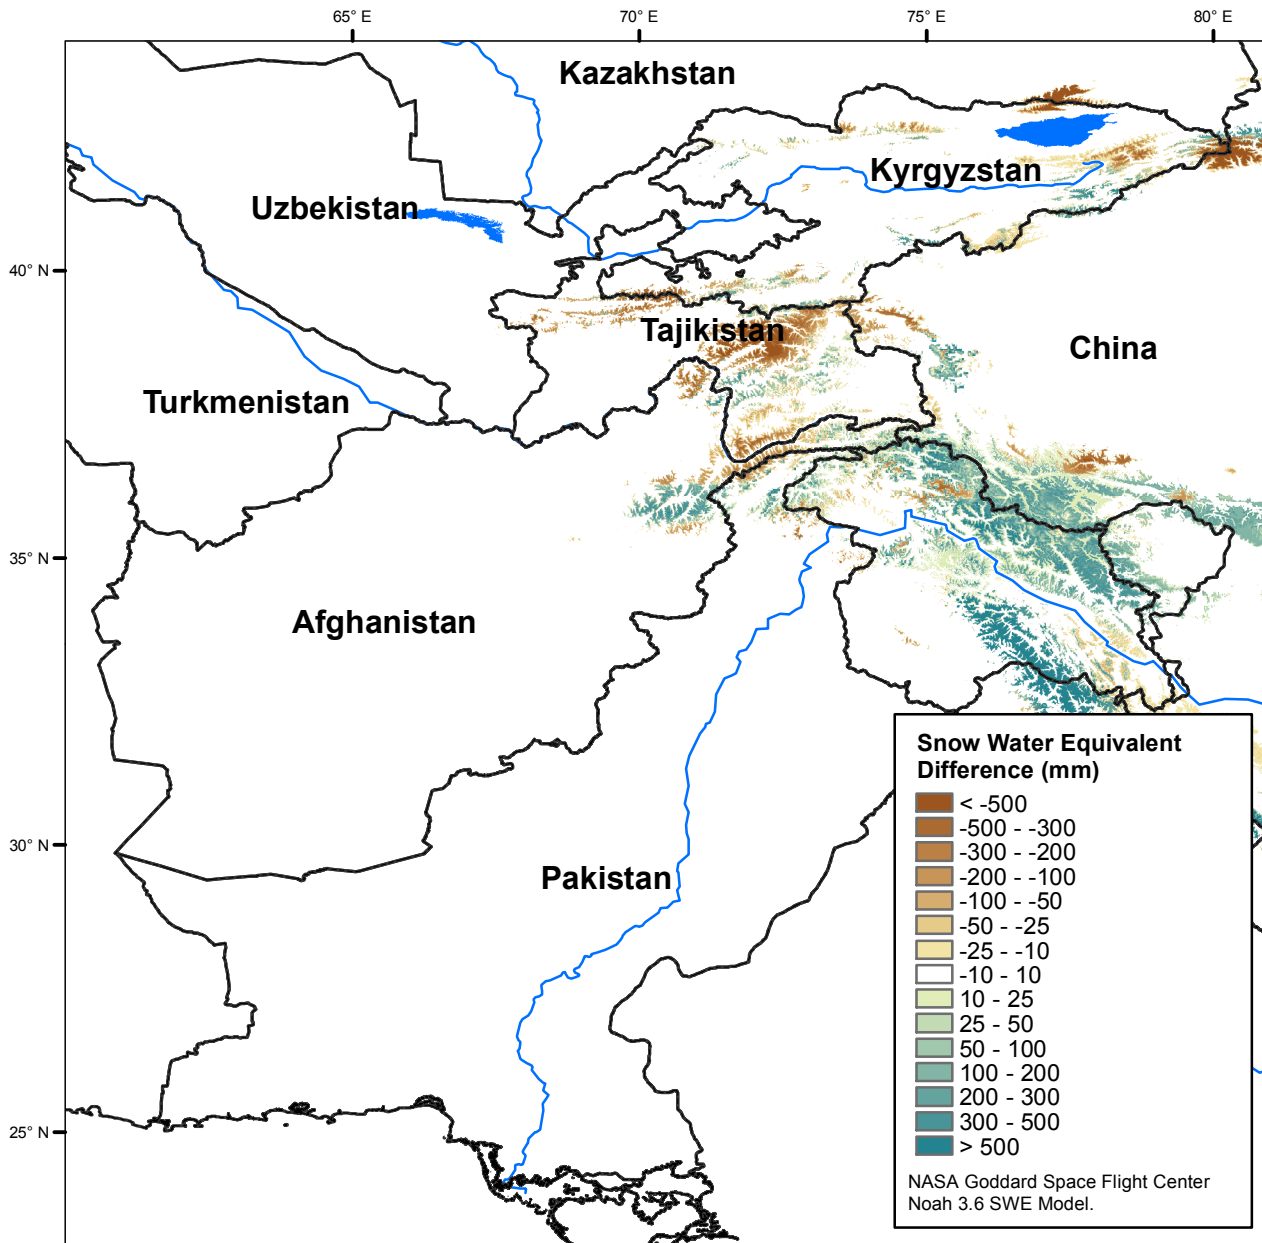 65° E
70° E
75° E
80° E
Kazakhstan
Kyrgyzstan
Uzbekistan
40° N
Tajikistan
China
Turkmenistan
35° N
Afghanistan
30° N
Pakistan
25° N
Snow Water Equivalent
Difference (mm)
< -500
-500 - -300
-300 - -200
-200 - -100
-100 - -50
-50 - -25
-25 - -10
-10 - 10
10 - 25
25 - 50
50 - 100
100 - 200
200 - 300
300 - 500
> 500
NASA Goddard Space Flight Center
Noah 3.6 SWE Model.